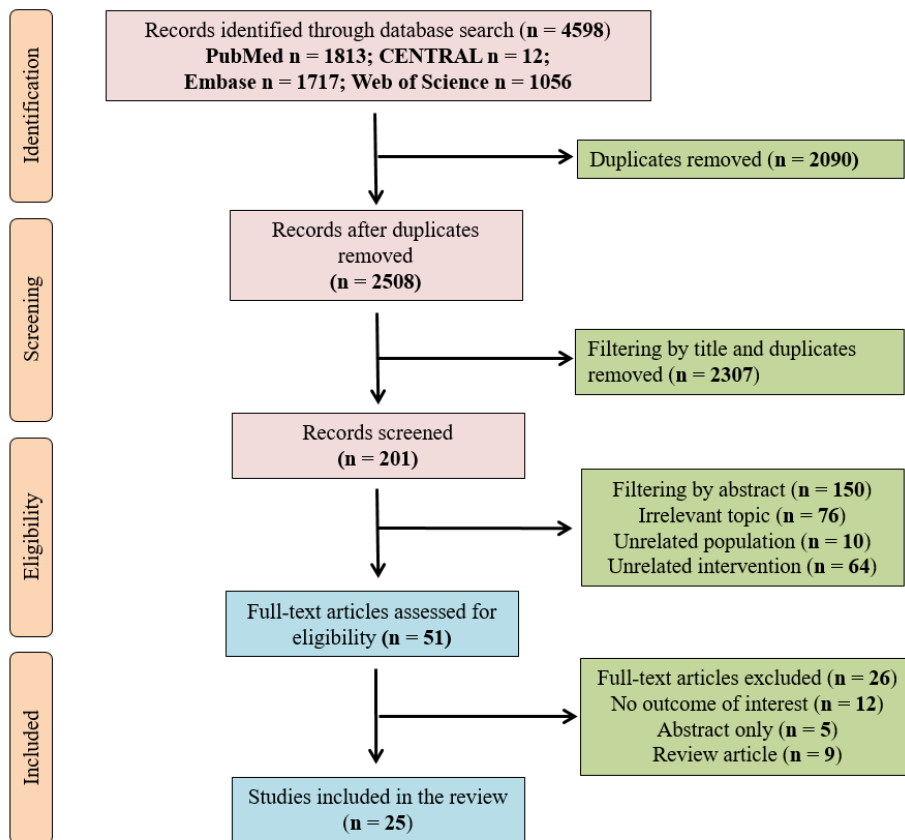 Identification
Records identified through database search (n = 4598)
PubMed n = 1813; CENTRAL n = 12;
Embase n = 1717; Web of Science n = 1056
Duplicates removed (n = 2090)
Screening
Records after duplicates
removed
(n = 2508)
Filtering by title and duplicates
removed (n = 2307)
Records screened
(n = 201)
Eligibility
Filtering by abstract (n = 150)
Irrelevant topic (n = 76)
Unrelated population (n = 10)
Unrelated intervention (n = 64)
Full-text articles assessed for
eligibility (n = 51)
Included
Full-text articles excluded (n = 26)
No outcome of interest (n = 12)
Abstract only (n = 5)
Review article (n = 9)
Studies included in the review
(n = 25)